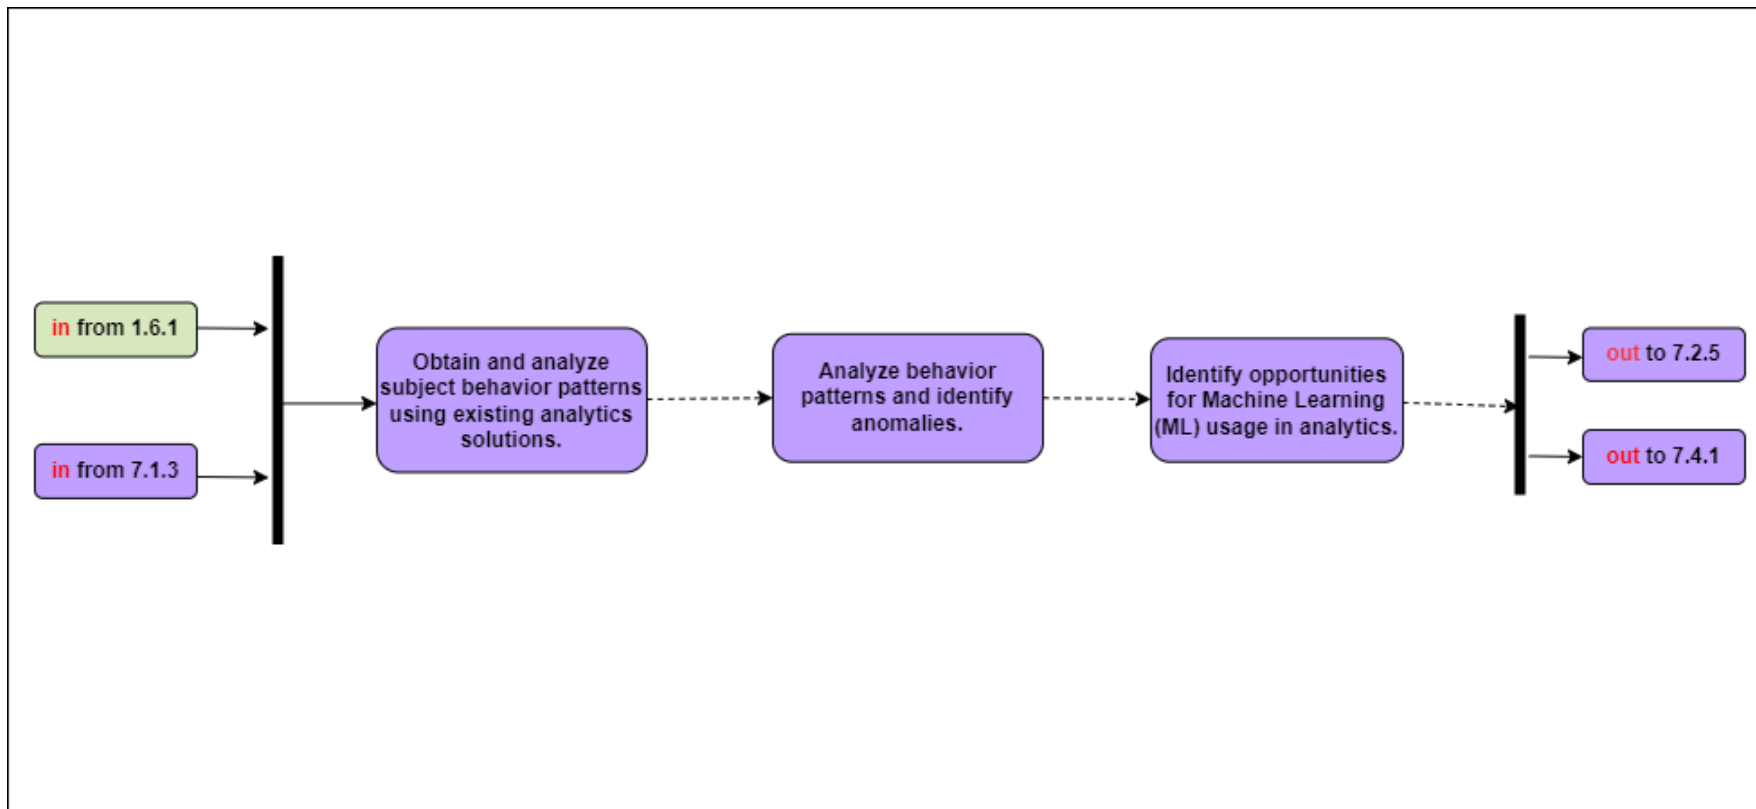 in from 1.6.1
in from 7.1.3
Obtain and analyze
subject behavior patterns
using existing analytics
solutions.
Analyze behavior
patterns and identify
anomalies.
Identify opportunities
for Machine Learning
(ML) usage in analytics.
out to 7.2.5
out to 7.4.1